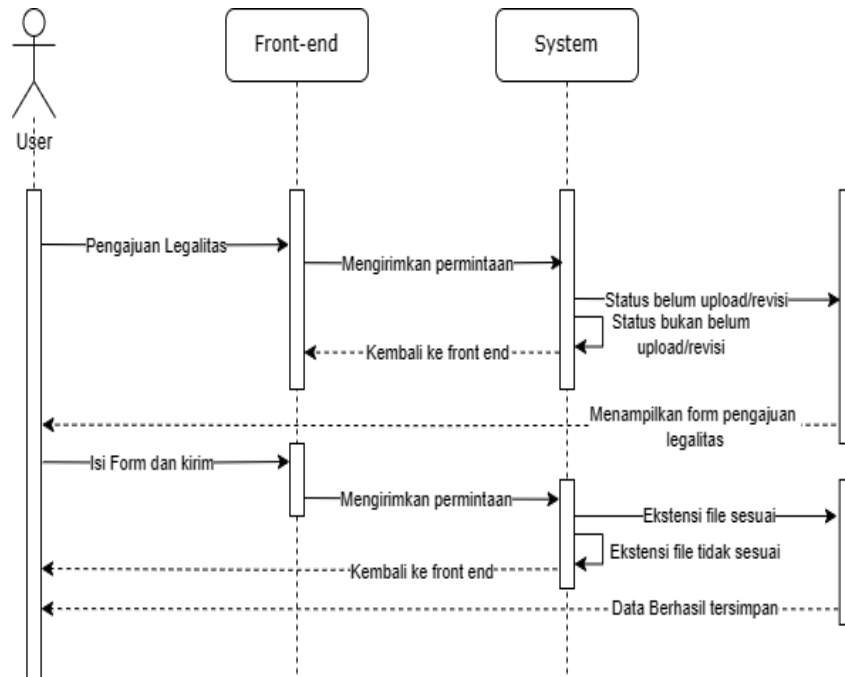 Front-end
System
User
Pengajuan Legalitas
Mengirimkan permintaan
Status belum upload/revisi
Status bukan belum
upload/revisi
Kembali ke front end
Menampilkan form pengajuan
legalitas
Isi Form dan kirim
Mengirimkan permintaan
Ekstensi file sesuai
Ekstensi file tidak sesuai
Kembali ke front end
Data Berhasil tersimpan